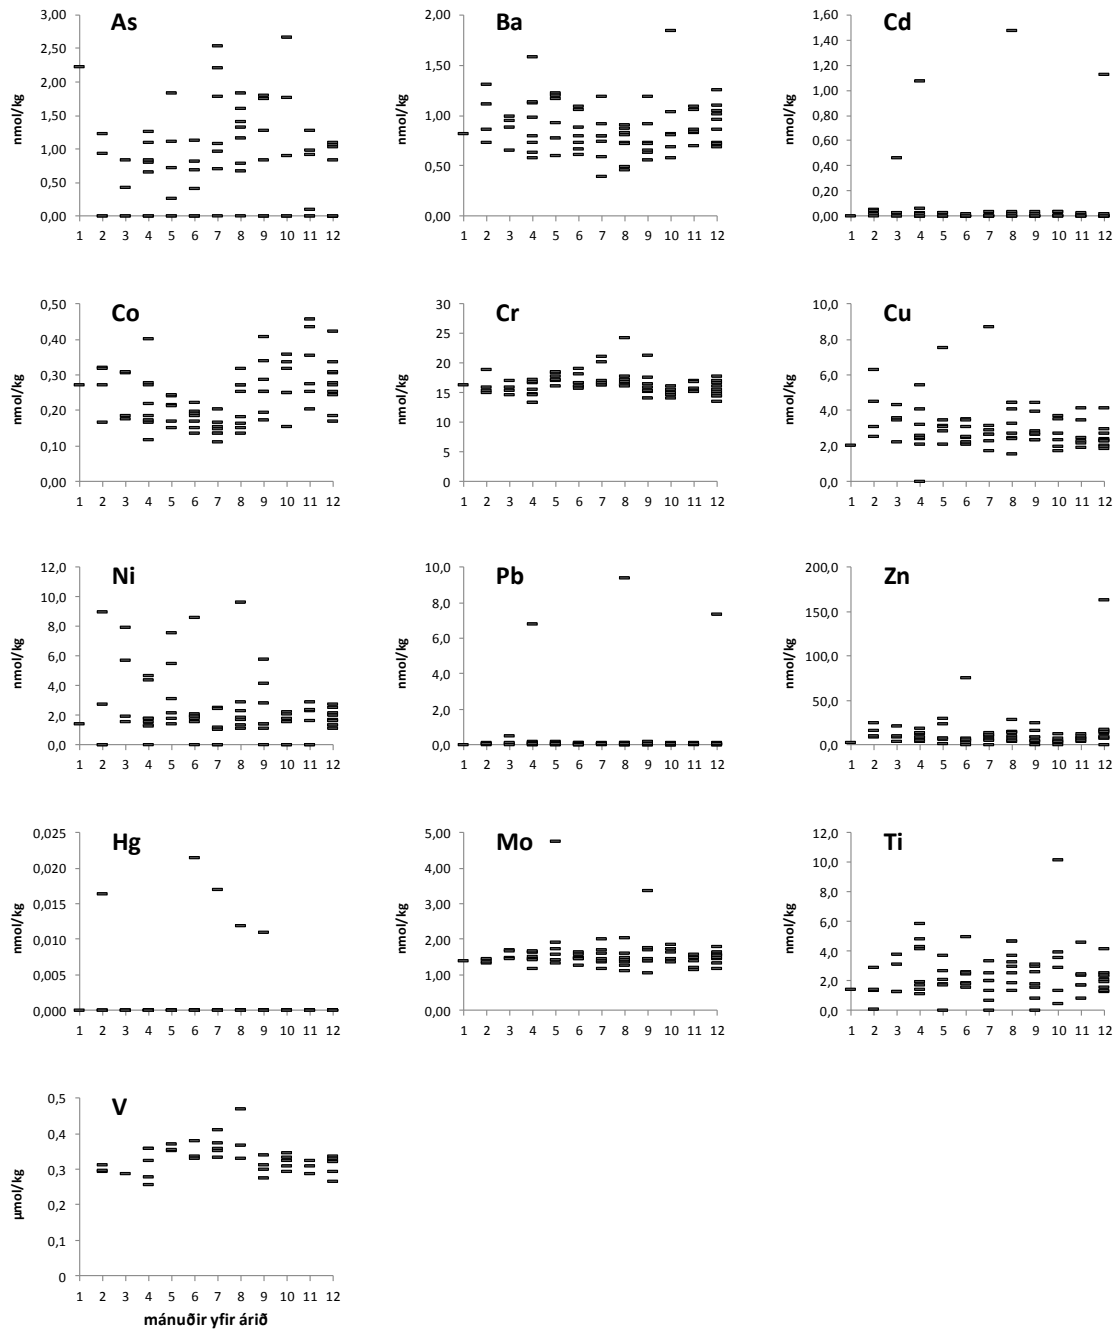 As
Ba
Cd
3,00
2,50
2,00
1,50
1,00
0,50
0,00
nmol/kg
1 2 3 4 5 6 7 8 9 10 11 12
2,00
1,50
1,00
0,50
0,00
nmol/kg
1 2 3 4 5 6 7 8 9 10 11 12
1,60
1,40
1,20
1,00
0,80
0,60
0,40
0,20
0,00
nmol/kg
1 2 3 4 5 6 7 8 9 10 11 12
Co
Cr
Cu
0,50
0,40
0,30
0,20
0,10
0,00
nmol/kg
1 2 3 4 5 6 7 8 9 10 11 12
30
25
20
15
10
5
0
nmol/kg
1 2 3 4 5 6 7 8 9 10 11 12
10,0
8,0
6,0
4,0
2,0
0,0
nmol/kg
1 2 3 4 5 6 7 8 9 10 11 12
Ni
Pb
Zn
12,0
10,0
8,0
6,0
4,0
2,0
0,0
nmol/kg
1 2 3 4 5 6 7 8 9 10 11 12
10,0
8,0
6,0
4,0
2,0
0,0
nmol/kg
1 2 3 4 5 6 7 8 9 10 11 12
200,0
150,0
100,0
50,0
0,0
nmol/kg
1 2 3 4 5 6 7 8 9 10 11 12
Hg
Mo
Ti
0,025
0,020
0,015
0,010
0,005
0,000
nmol/kg
1 2 3 4 5 6 7 8 9 10 11 12
5,00
4,00
3,00
2,00
1,00
0,00
nmol/kg
1 2 3 4 5 6 7 8 9 10 11 12
12,0
10,0
8,0
6,0
4,0
2,0
0,0
nmol/kg
1 2 3 4 5 6 7 8 9 10 11 12
V
0,5
0,4
0,3
0,2
0,1
0
μmol/kg
1 2 3 4 5 6 7 8 9 10 11 12
mánuðir yfir árið